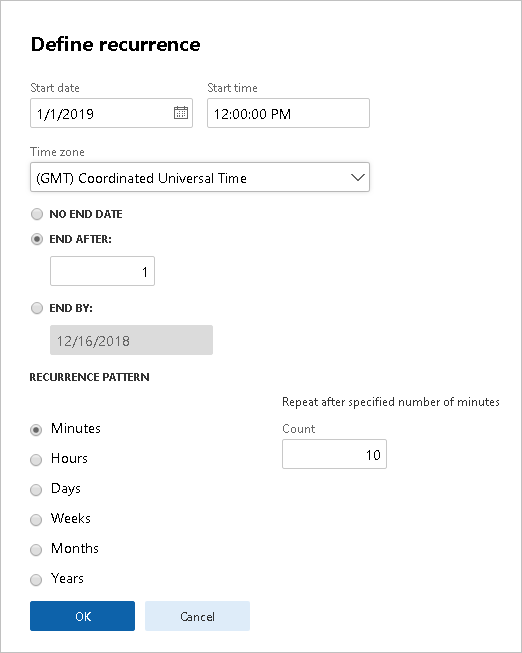 Define recurrence
Start date
Start time
1/1/2019
12:00:00 PM
Time zone
(GMT) Coordinated Universal Time
NO END DATE
END AFTER:
1
END BY:
12/16/2018
RECURRENCE PATTERN
Repeat after specified number of minutes
Minutes
Count
10
Hours
Days
Weeks
Months
Years
OK
Cancel